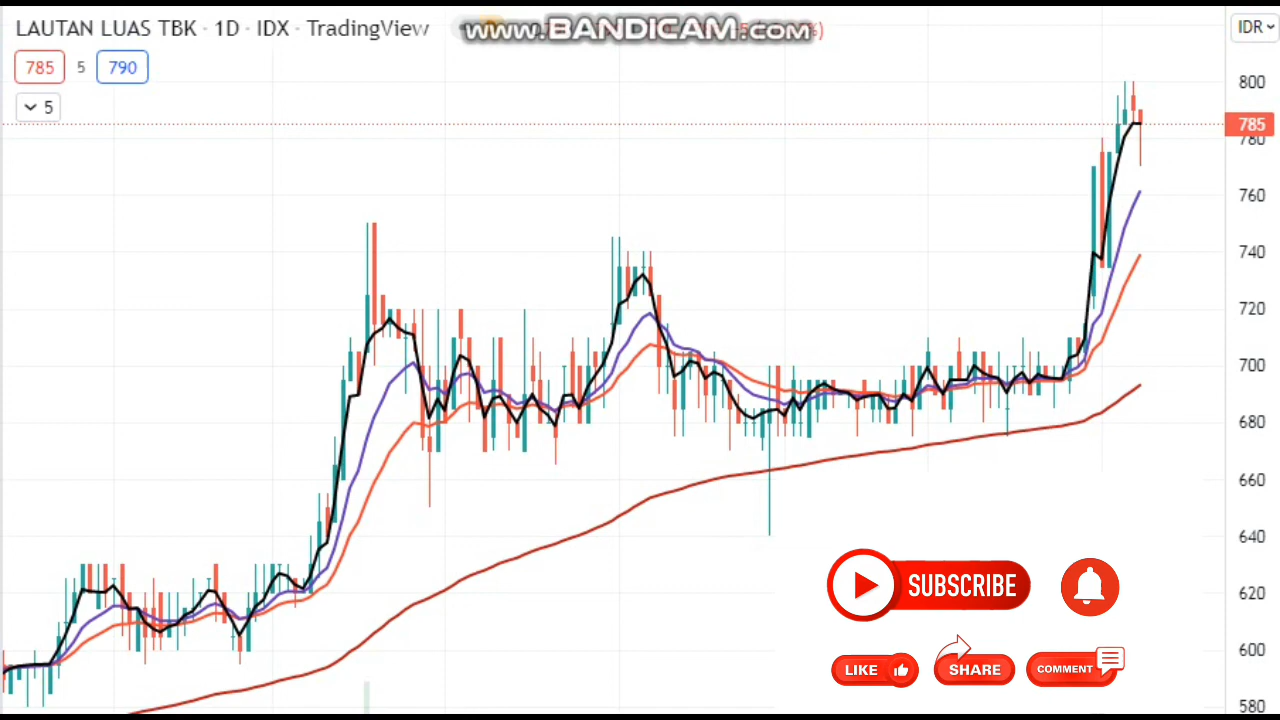 LAUTAN LUAS TBK · 1D · IDX · TradingView
www.BANDICAM.com
IDR
785 5 790
5
800
785
780
760
740
720
700
680
660
640
620
600
580
SUBSCRIBE
LIKE SHARE COMMENT